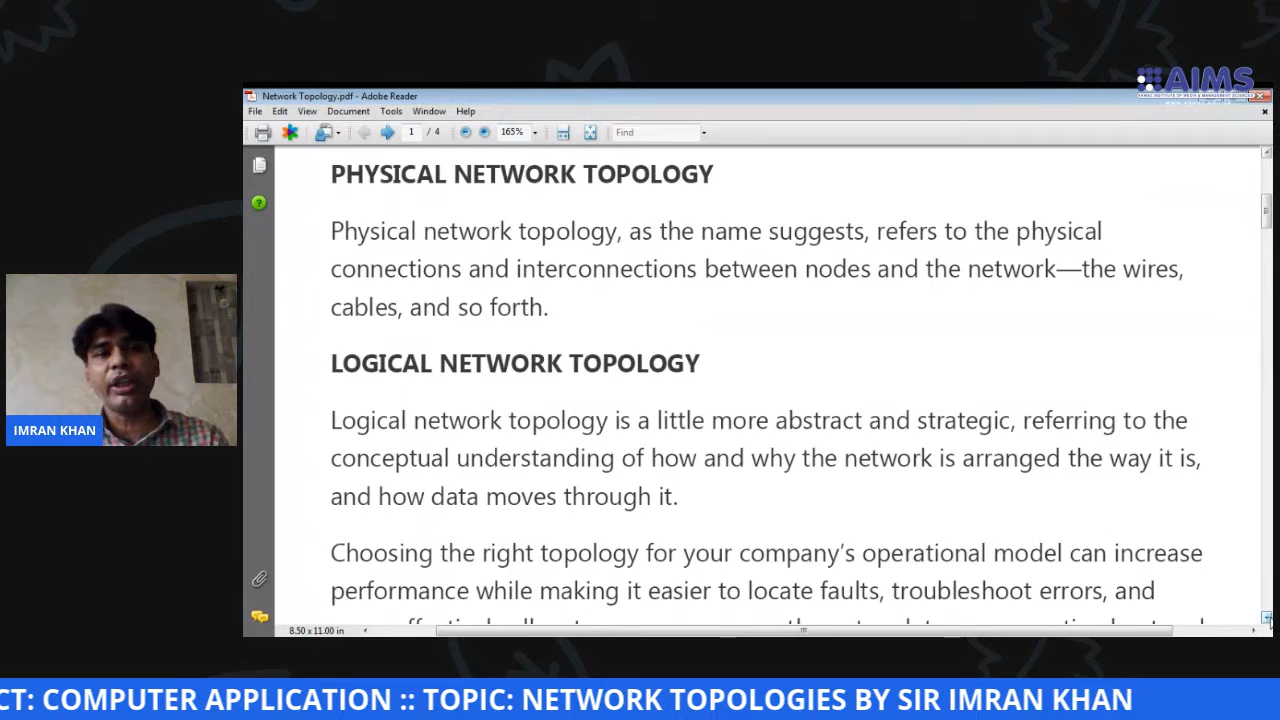 AIMS
Network Topology.pdf - Adobe Reader
File Edit View Document Tools Window Help
1 / 4 165% Find
PHYSICAL NETWORK TOPOLOGY
Physical network topology, as the name suggests, refers to the physical
connections and interconnections between nodes and the network—the wires,
cables, and so forth.
LOGICAL NETWORK TOPOLOGY
Logical network topology is a little more abstract and strategic, referring to the
conceptual understanding of how and why the network is arranged the way it is,
and how data moves through it.
Choosing the right topology for your company’s operational model can increase
performance while making it easier to locate faults, troubleshoot errors, and
8.50 x 11.00 in
IMRAN KHAN
CT: COMPUTER APPLICATION :: TOPIC: NETWORK TOPOLOGIES BY SIR IMRAN KHAN